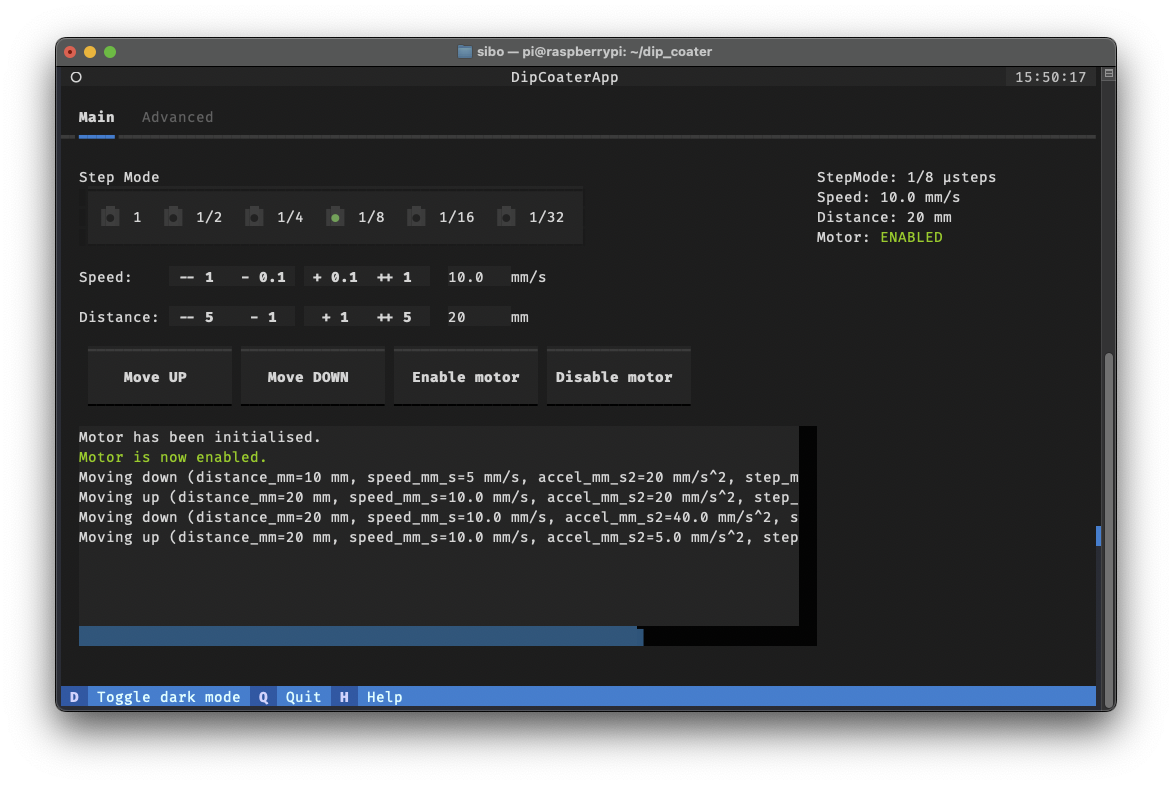 sibo — pi@raspberrypi: ~/dip_coater
DipCoaterApp 15:50:17
Main Advanced
Step Mode
1 1/2 1/4 1/8 1/16 1/32
StepMode: 1/8 µsteps
Speed: 10.0 mm/s
Distance: 20 mm
Motor: ENABLED
Speed: -- 1 - 0.1 + 0.1 ++ 1 10.0 mm/s
Distance: -- 5 - 1 + 1 ++ 5 20 mm
Move UP Move DOWN Enable motor Disable motor
Motor has been initialised.
Motor is now enabled.
Moving down (distance_mm=10 mm, speed_mm_s=5 mm/s, accel_mm_s2=20 mm/s^2, step_m
Moving up (distance_mm=20 mm, speed_mm_s=10.0 mm/s, accel_mm_s2=20 mm/s^2, step_
Moving down (distance_mm=20 mm, speed_mm_s=10.0 mm/s, accel_mm_s2=40.0 mm/s^2, s
Moving up (distance_mm=20 mm, speed_mm_s=10.0 mm/s, accel_mm_s2=5.0 mm/s^2, step
D Toggle dark mode Q Quit H Help